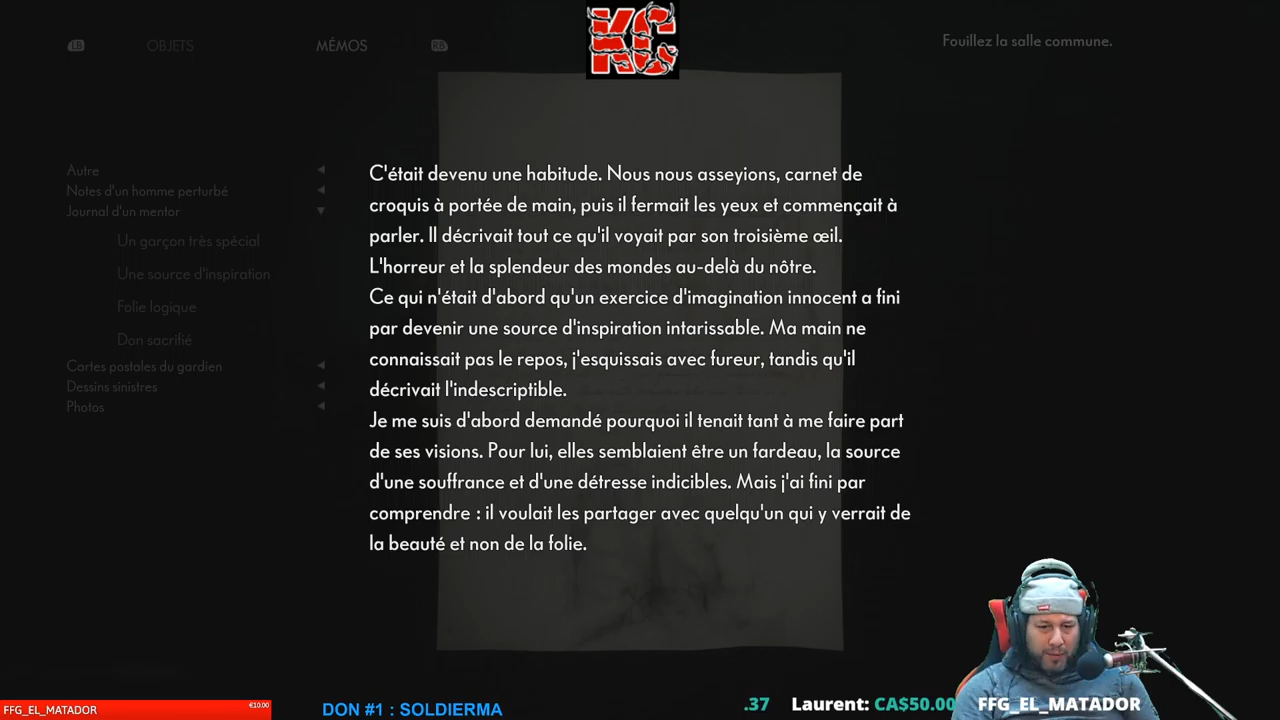 KC
LB
OBJETS
MÉMOS
RB
Fouillez la salle commune.
Autre
Notes d'un homme perturbé
Journal d'un mentor
Un garçon très spécial
Une source d'inspiration
Folie logique
Don sacrifié
Cartes postales du gardien
Dessins sinistres
Photos
C'était devenu une habitude. Nous nous asseyions, carnet de
croquis à portée de main, puis il fermait les yeux et commençait à
parler. Il décrivait tout ce qu'il voyait par son troisième œil.
L'horreur et la splendeur des mondes au-delà du nôtre.
Ce qui n'était d'abord qu'un exercice d'imagination innocent a fini
par devenir une source d'inspiration intarissable. Ma main ne
connaissait pas le repos, j'esquissais avec fureur, tandis qu'il
décrivait l'indescriptible.
Je me suis d'abord demandé pourquoi il tenait tant à me faire part
de ses visions. Pour lui, elles semblaient être un fardeau, la source
d'une souffrance et d'une détresse indicibles. Mais j'ai fini par
comprendre : il voulait les partager avec quelqu'un qui y verrait de
la beauté et non de la folie.
FFG_EL_MATADOR €10.00
DON #1 : SOLDIERMA
.37 Laurent: CA$50.00 FFG_EL_MATADOR